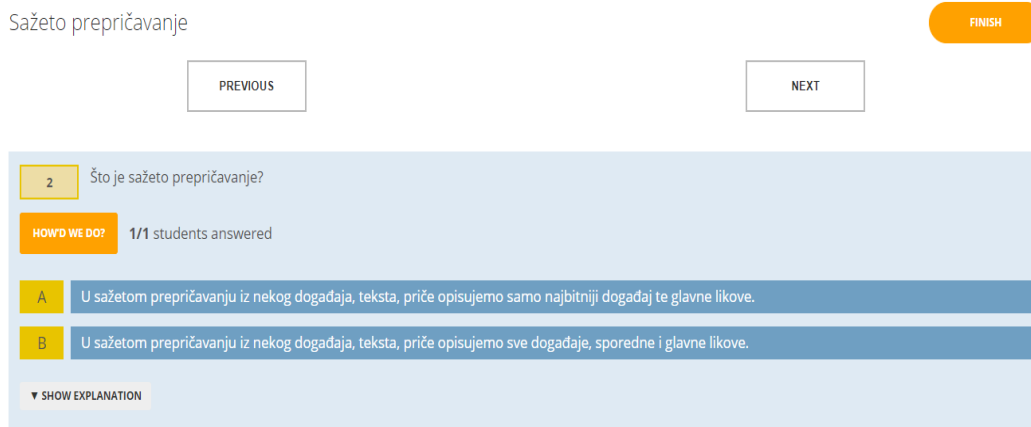 Sažeto prepričavanje
FINISH
PREVIOUS
NEXT
2 Što je sažeto prepričavanje?
HOW'D WE DO? 1/1 students answered
A U sažetom prepričavanju iz nekog događaja, teksta, priče opisujemo samo najbitniji događaj te glavne likove.
B U sažetom prepričavanju iz nekog događaja, teksta, priče opisujemo sve događaje, sporedne i glavne likove.
▼ SHOW EXPLANATION